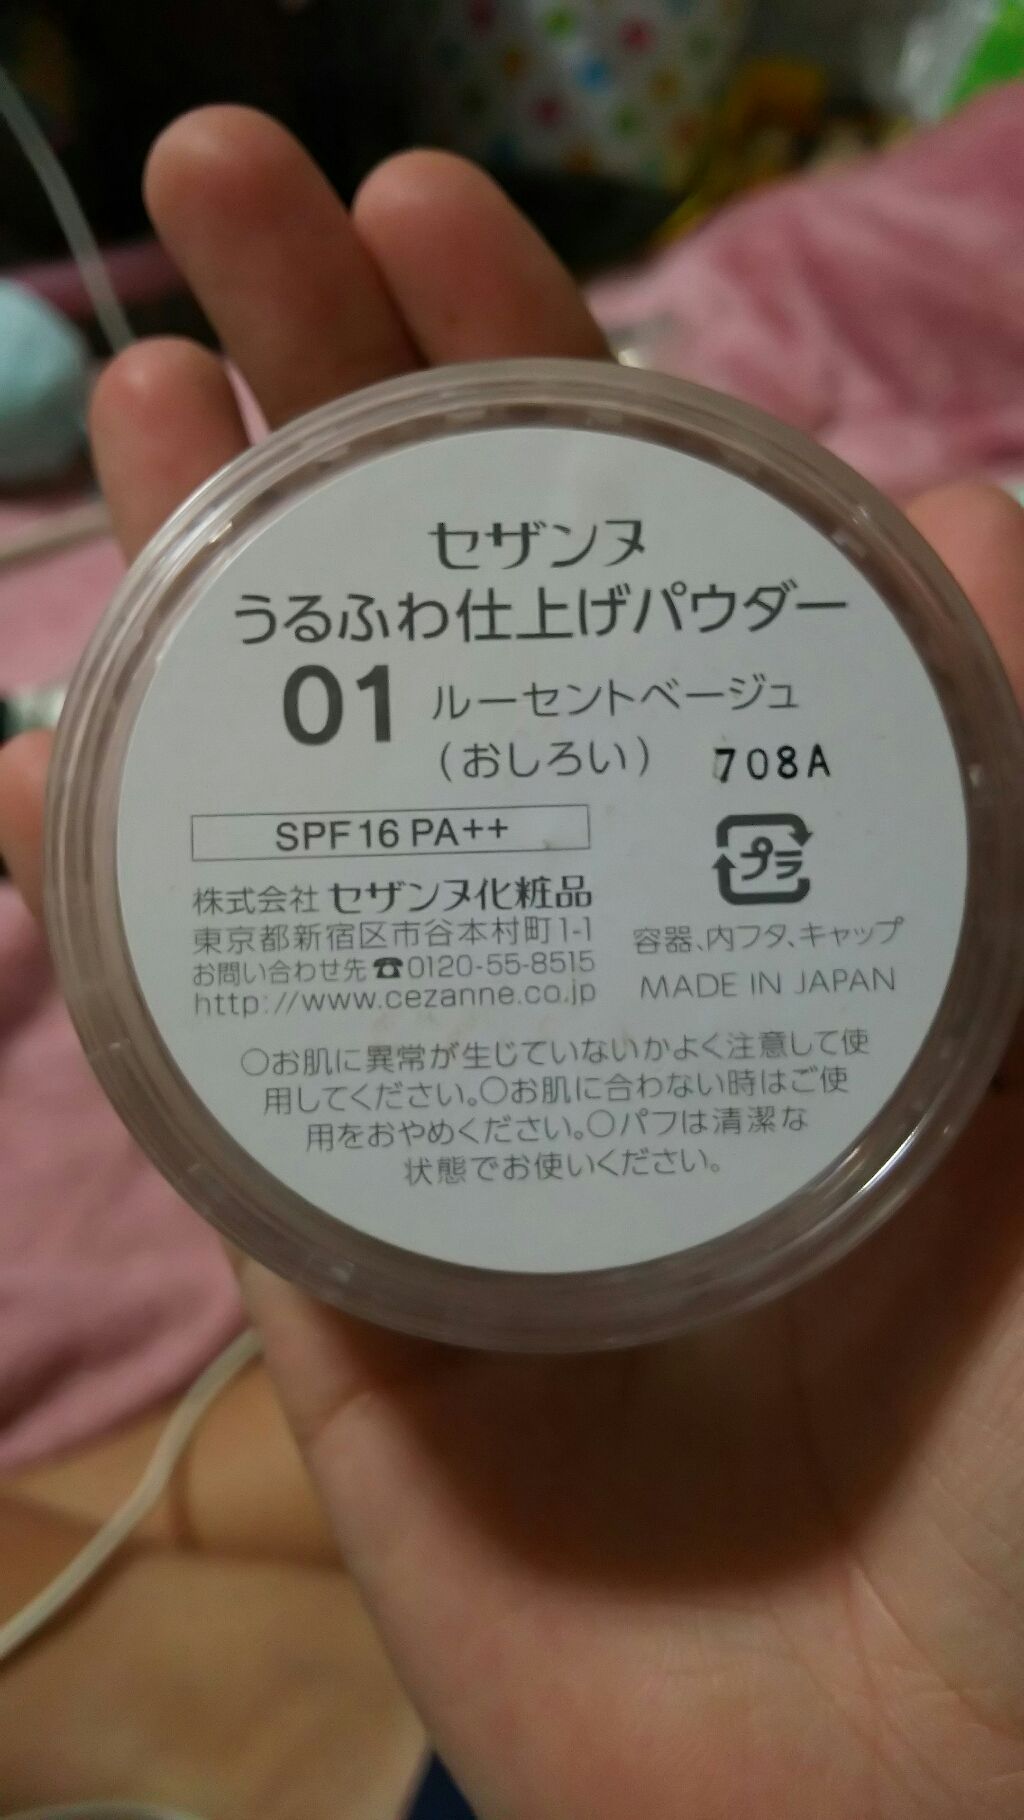 セザンヌ
うるふわ仕上げパウダー
01 ルーセントベージュ
(おしろい) 708A
SPF16 PA++
プラ
株式会社 セザンヌ化粧品
東京都新宿区市谷本村町1-1
お問い合わせ先☎0120-55-8515
http://www.cezanne.co.jp
容器、内フタ、キャップ
MADE IN JAPAN
○お肌に異常が生じていないかよく注意して使
用してください。○お肌に合わない時はご使
用をおやめください。○パフは清潔な
状態でお使いください。